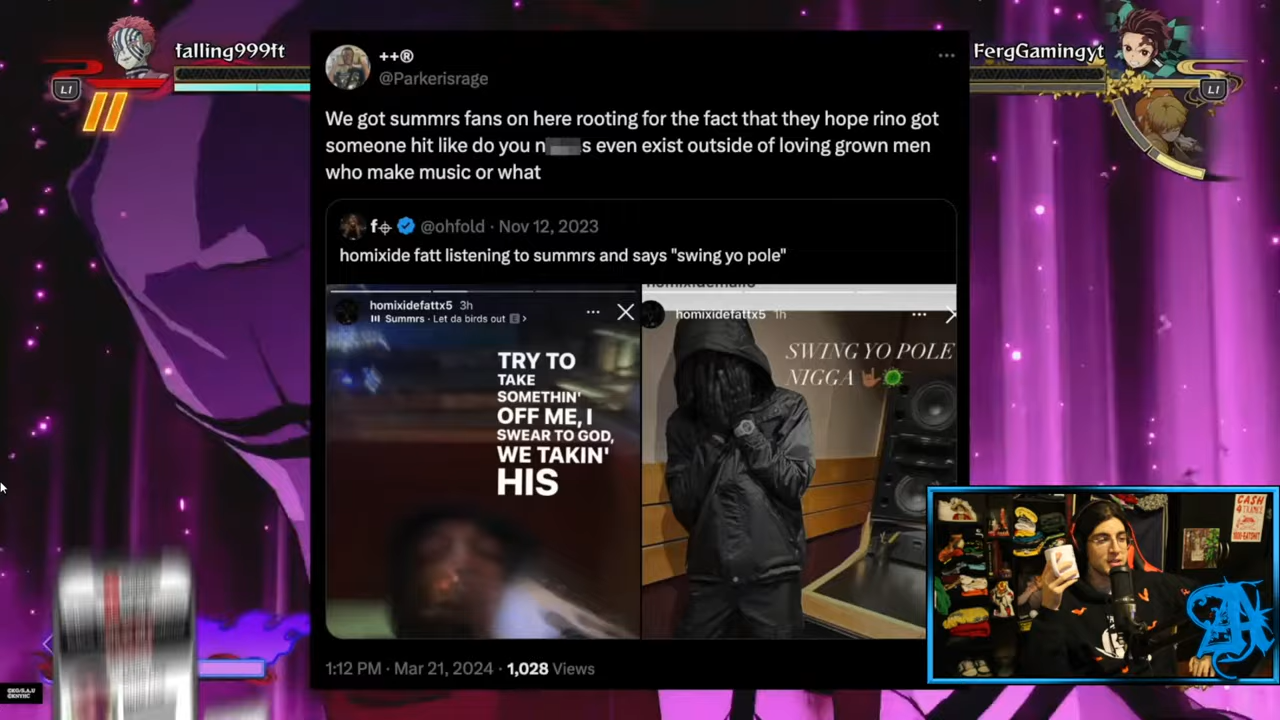 falling999ft
L1
FergGamingyt
L1
++®
@Parkerisrage
We got summrs fans on here rooting for the fact that they hope rino got
someone hit like do you n s even exist outside of loving grown men
who make music or what
f @ohfold · Nov 12, 2023
homixide fatt listening to summrs and says "swing yo pole"
homixidefattx5 3h
Summrs · Let da birds out E >
TRY TO
TAKE
SOMETHIN'
OFF ME, I
SWEAR TO GOD,
WE TAKIN'
HIS
homixidefattx5 1h
SWING YO POLE
NIGGA 🤟🏾
1:12 PM · Mar 21, 2024 · 1,028 Views
CASH